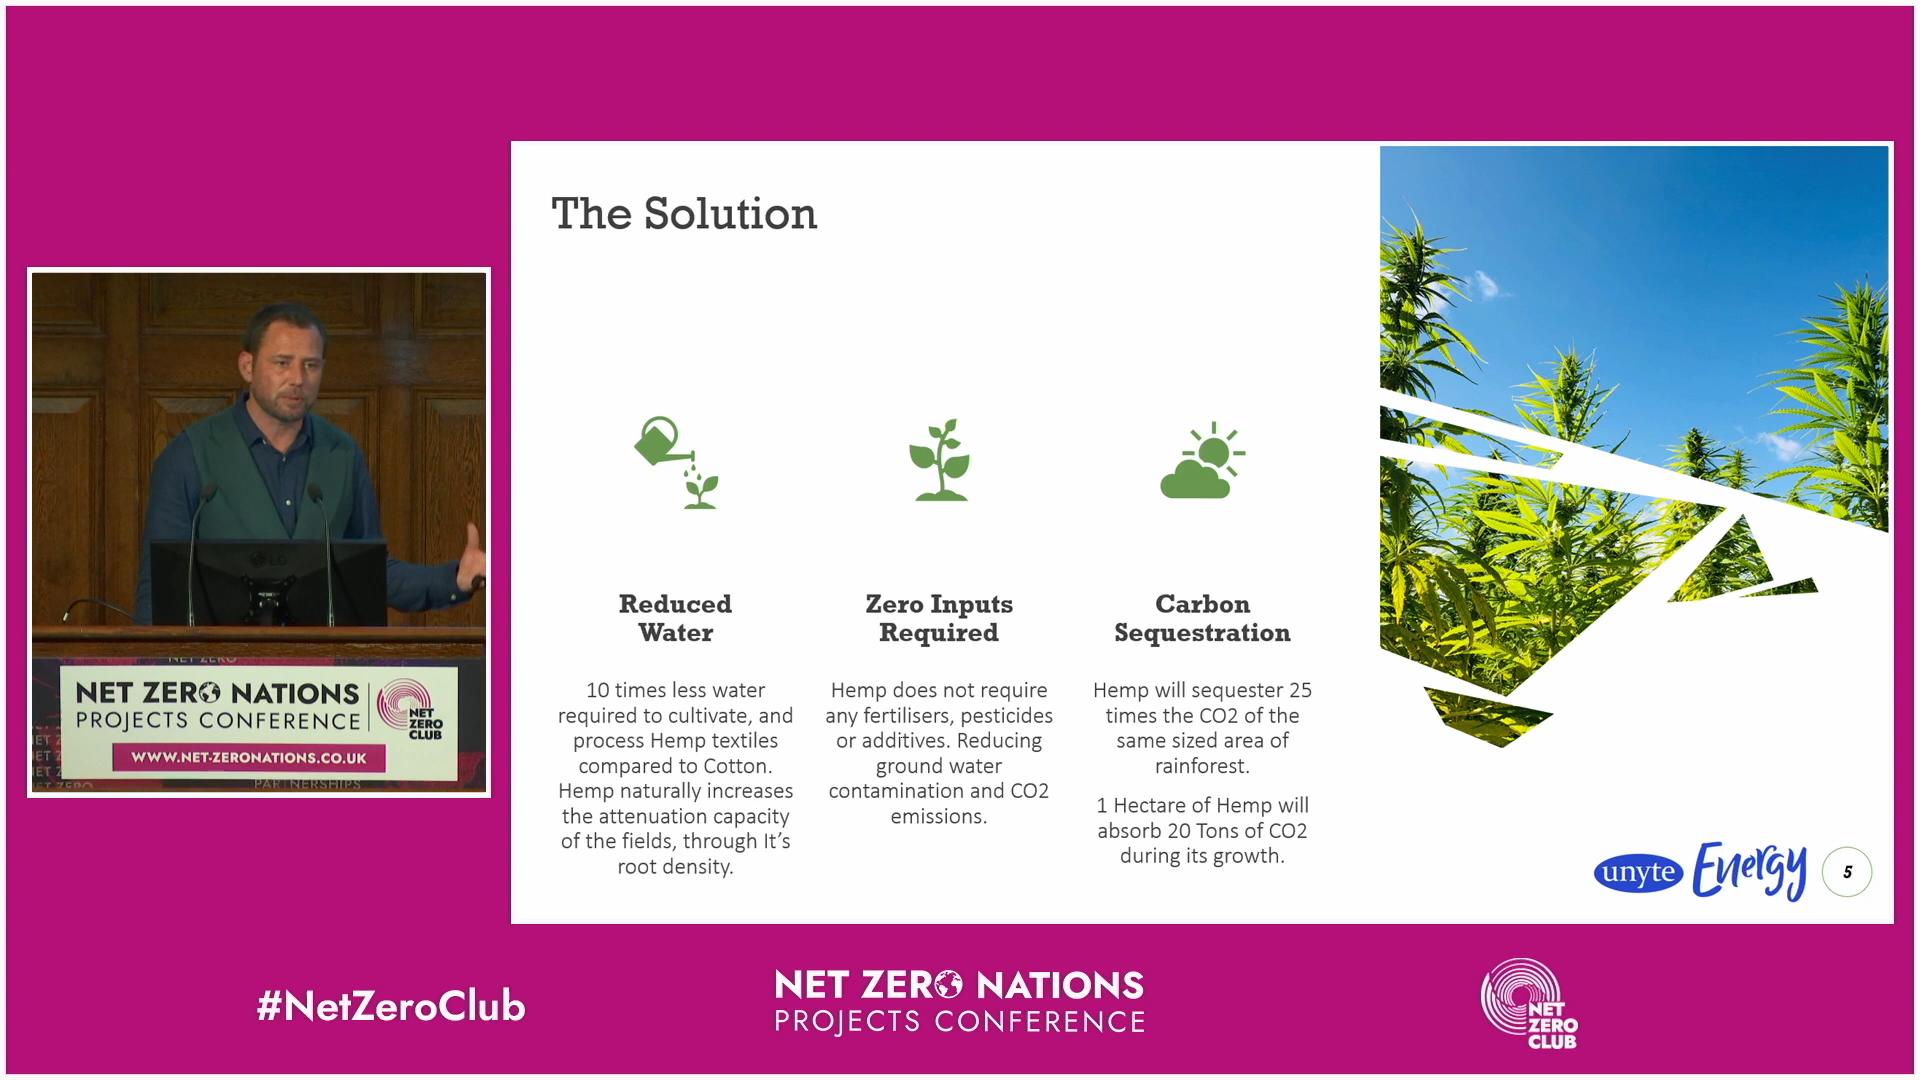 The Solution
Reduced
Water
10 times less water
required to cultivate, and
process Hemp textiles
compared to Cotton.
Hemp naturally increases
the attenuation capacity
of the fields, through It's
root density.
Zero Inputs
Required
Hemp does not require
any fertilisers, pesticides
or additives. Reducing
ground water
contamination and CO2
emissions.
Carbon
Sequestration
Hemp will sequester 25
times the CO2 of the
same sized area of
rainforest.
1 Hectare of Hemp will
absorb 20 Tons of CO2
during its growth.
unyte Energy
5
LG
NET ZERO
NET ZERO NATIONS
PROJECTS CONFERENCE
NET
ZERO
CLUB
WWW.NET-ZERONATIONS.CO.UK
PARTNERSHIPS
#NetZeroClub
NET ZERO NATIONS
PROJECTS CONFERENCE
NET
ZERO
CLUB